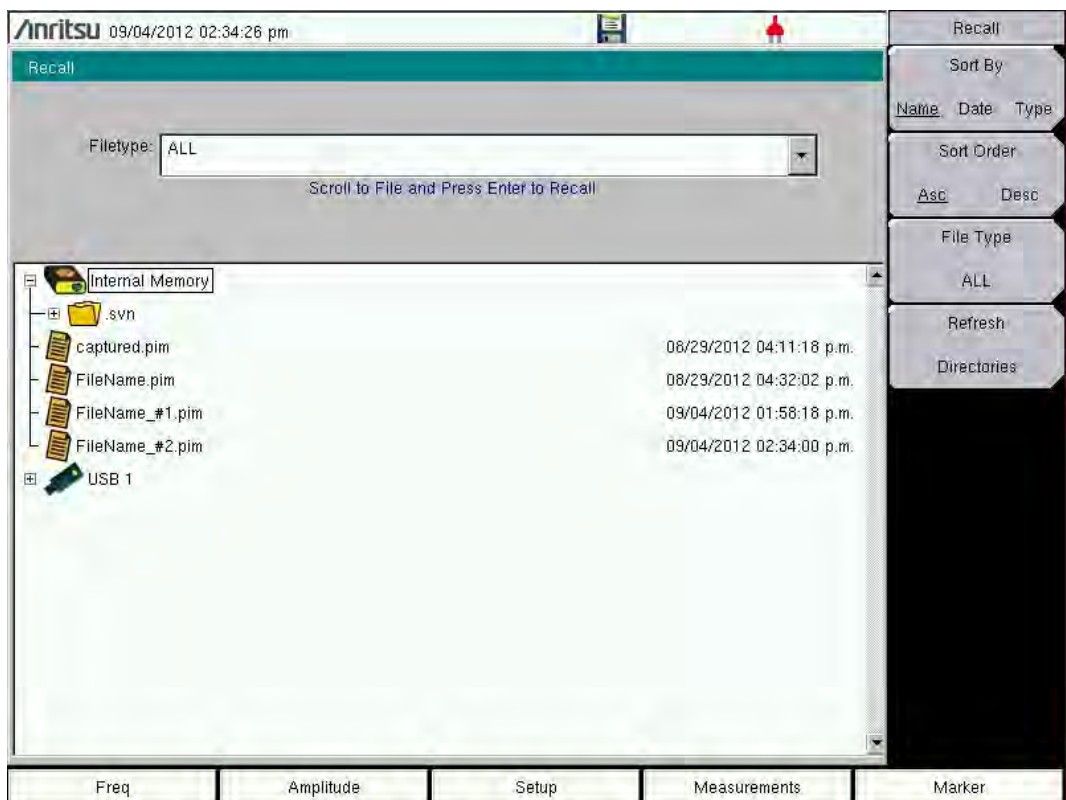 Anritsu 09/04/2012 02:34:26 pm
Recall
Filetype: ALL
Scroll to File and Press Enter to Recall
Internal Memory
.svn
captured.pim 08/29/2012 04:11:18 p.m.
FileName.pim 08/29/2012 04:32:02 p.m.
FileName_#1.pim 09/04/2012 01:58:18 p.m.
FileName_#2.pim 09/04/2012 02:34:00 p.m.
USB 1
Recall
Sort By
Name Date Type
Sort Order
Asc Desc
File Type
ALL
Refresh
Directories
Freq Amplitude Setup Measurements Marker